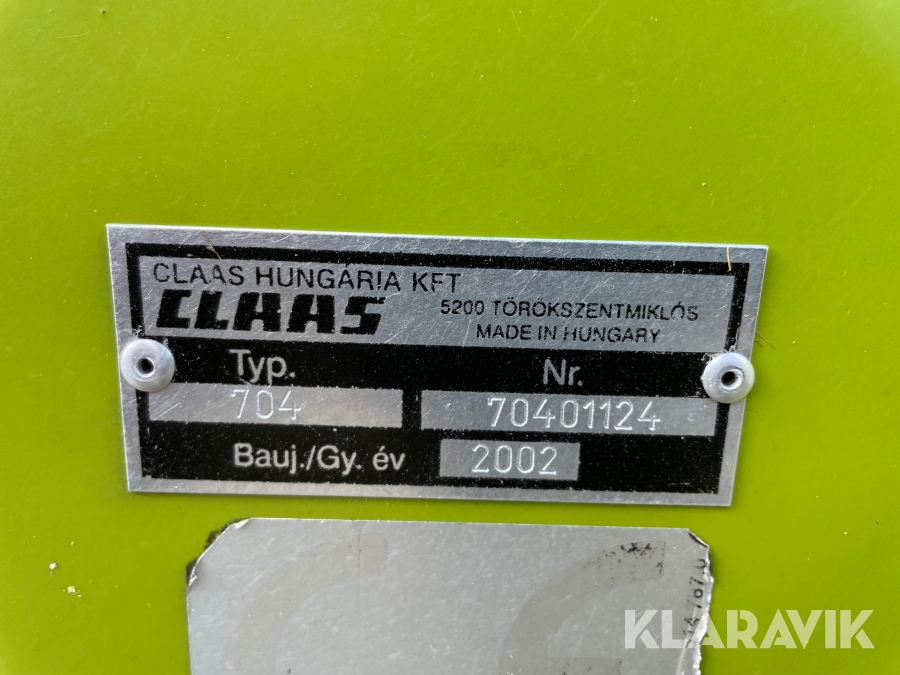 CLAAS HUNGÁRIA KFT
CLAAS
5200 TÖRÖKSZENTMIKLÓS
MADE IN HUNGARY
Typ.
Nr.
704
70401124
Bauj./Gy. év
2002
KLARAVIK